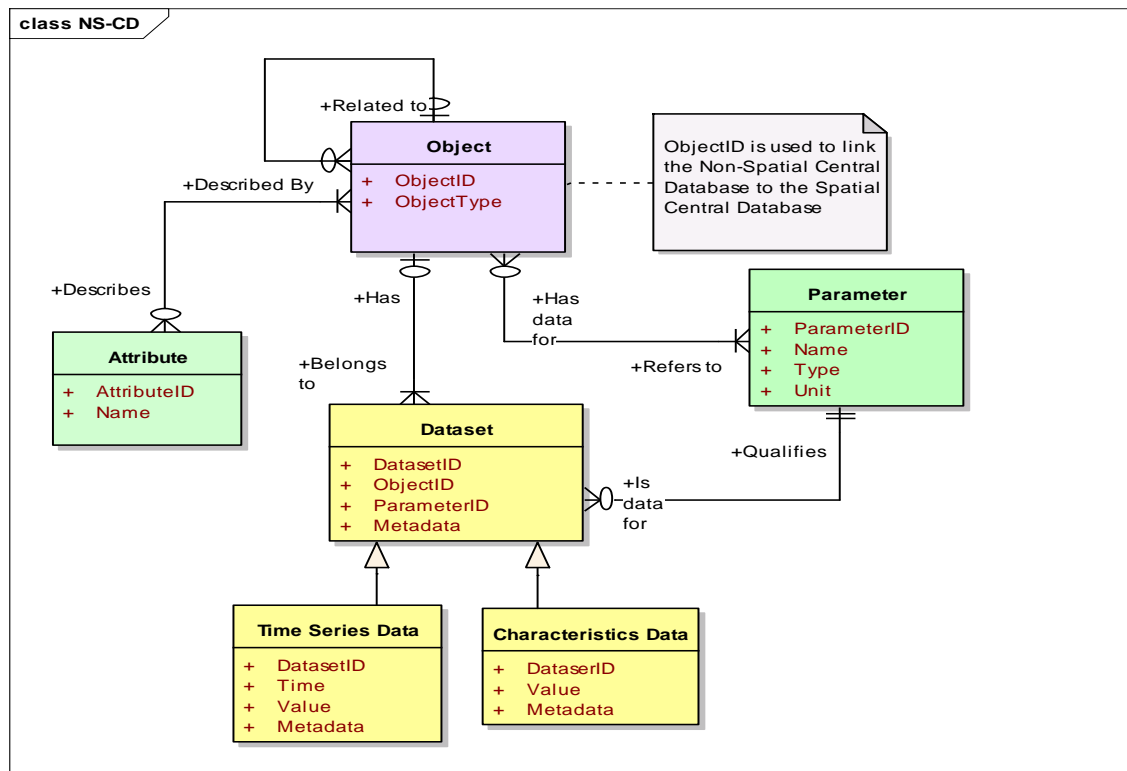 class NS-CD
+Related to
Object
+ ObjectID
+ ObjectType
ObjectID is used to link
the Non-Spatial Central
Database to the Spatial
Central Database
+Described By
+Describes
+Has
+Has
data
for
Parameter
+ ParameterID
+ Name
+ Type
+ Unit
+Refers to
Attribute
+ AttributeID
+ Name
+Belongs
to
Dataset
+ DatasetID
+ ObjectID
+ ParameterID
+ Metadata
+Qualifies
+Is
data
for
Time Series Data
+ DatasetID
+ Time
+ Value
+ Metadata
Characteristics Data
+ DataserID
+ Value
+ Metadata